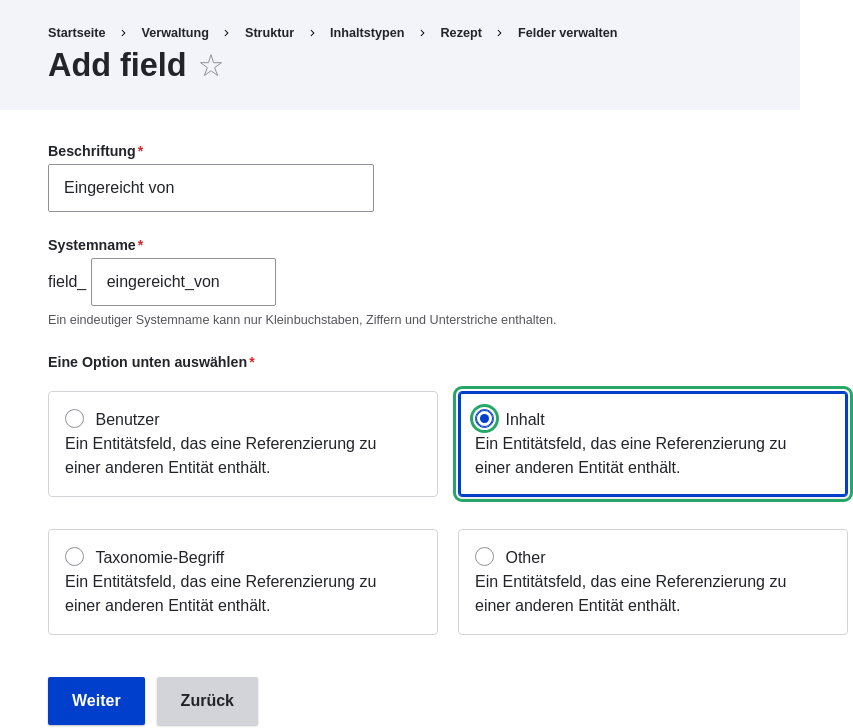 Startseite › Verwaltung › Struktur › Inhaltstypen › Rezept › Felder verwalten
Add field ☆
Beschriftung*
Eingereicht von
Systemname*
field_ eingereicht_von
Ein eindeutiger Systemname kann nur Kleinbuchstaben, Ziffern und Unterstriche enthalten.
Eine Option unten auswählen*
Benutzer
Ein Entitätsfeld, das eine Referenzierung zu
einer anderen Entität enthält.
Inhalt
Ein Entitätsfeld, das eine Referenzierung zu
einer anderen Entität enthält.
Taxonomie-Begriff
Ein Entitätsfeld, das eine Referenzierung zu
einer anderen Entität enthält.
Other
Ein Entitätsfeld, das eine Referenzierung zu
einer anderen Entität enthält.
Weiter Zurück